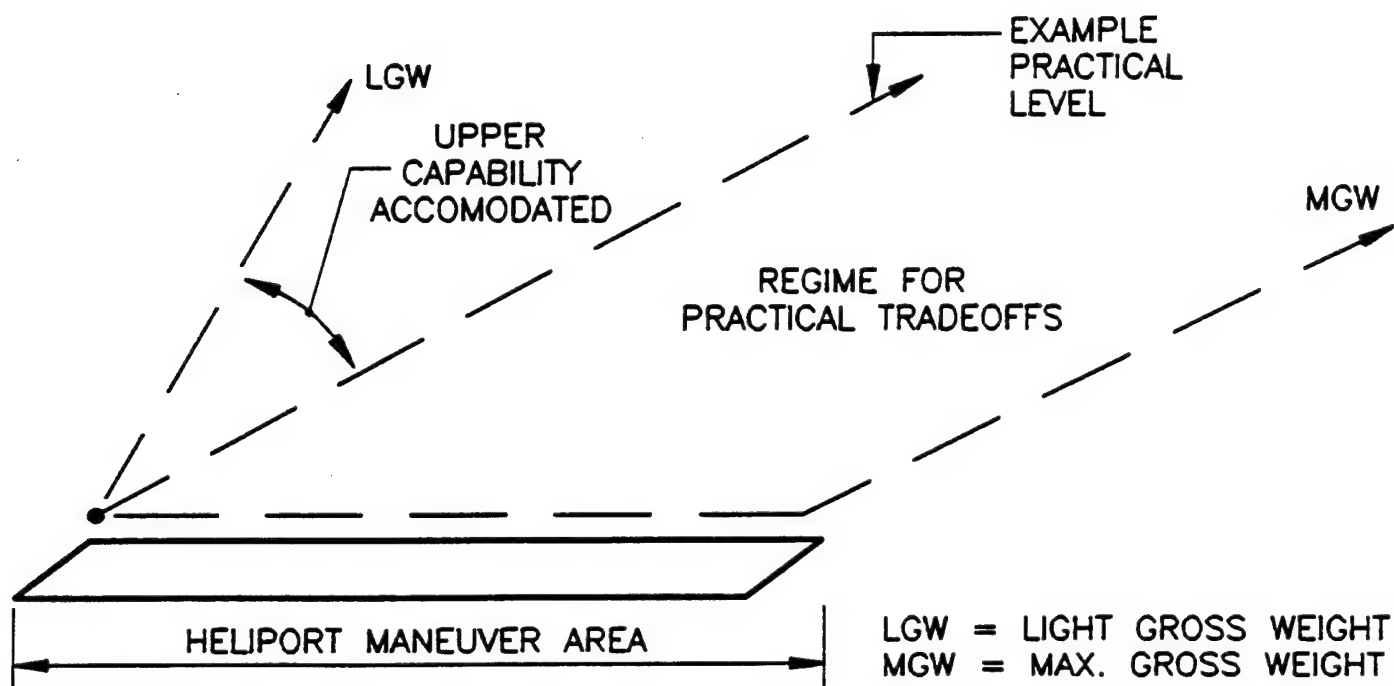 EXAMPLE
PRACTICAL
LEVEL
LGW
UPPER
CAPABILITY
ACCOMODATED
MGW
REGIME FOR
PRACTICAL TRADEOFFS
HELIPORT MANEUVER AREA
LGW = LIGHT GROSS WEIGHT
MGW = MAX. GROSS WEIGHT